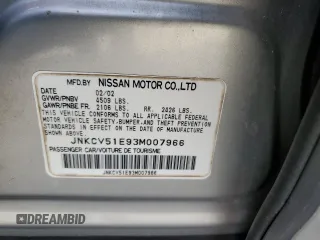 MFD.BY NISSAN MOTOR CO.,LTD
DATE 02/02
GVWR/PNBV 4509 LBS.
GAWR/PNBE FR. 2106 LBS. RR. 2426 LBS.
THIS VEHICLE CONFORMS TO ALL APPLICABLE FEDERAL
MOTOR VEHICLE SAFETY,BUMPER,AND THEFT PREVENTION
STANDARDS IN EFFECT ON THE DATE OF
MANUFACTURE SHOWN ABOVE.
JNKCV51E93M007966
PASSENGER CAR/VOITURE DE TOURISME
JNKCV51E93M007966
DREAMBID